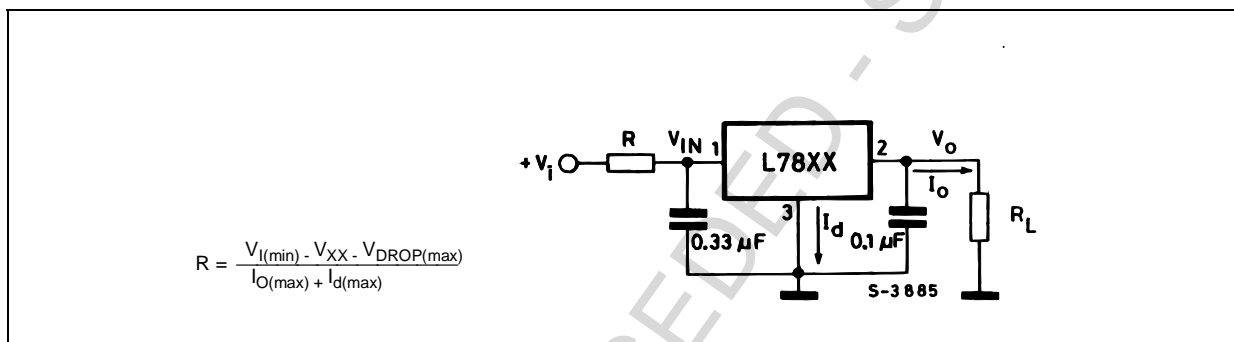 R
V_IN
1
L78XX
2
V_o
+ V_i
I_o
3
I_d
R_L
0.33 µF
0.1 µF
R = V_I(min) - V_XX - V_DROP(max)
I_O(max) + I_d(max)
S-3885
EDED - S